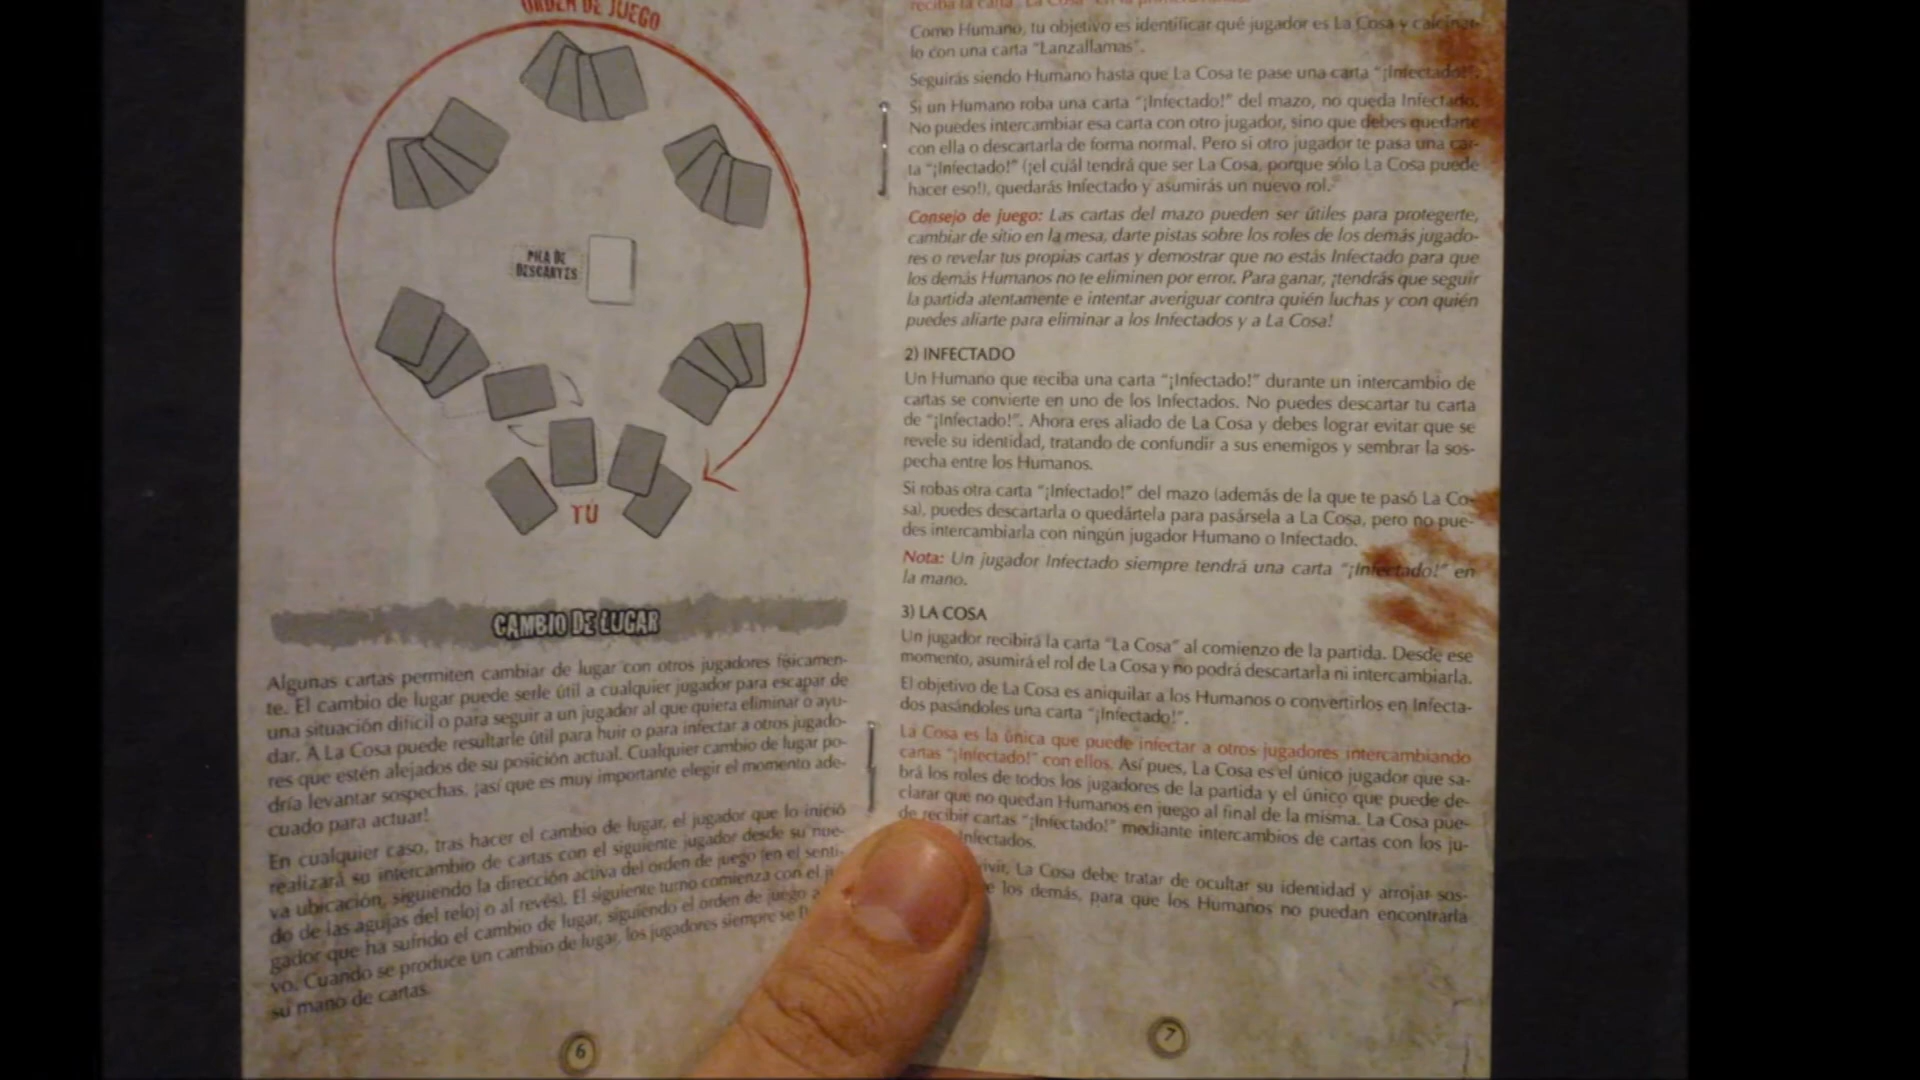 ORDEN DE JUEGO
PILA DE
DESCARTES
TÚ
CAMBIO DE LUGAR
Algunas cartas permiten cambiar de lugar con otros jugadores físicamen-
te. El cambio de lugar puede serle útil a cualquier jugador para escapar de
una situación difícil o para seguir a un jugador al que quiera eliminar o ayu-
dar. A La Cosa puede resultarle útil para huir o para infectar a otros jugado-
res que estén alejados de su posición actual. Cualquier cambio de lugar po-
dría levantar sospechas, ¡así que es muy importante elegir el momento ade-
cuado para actuar!
En cualquier caso, tras hacer el cambio de lugar, el jugador que lo inició
realizará su intercambio de cartas con el siguiente jugador desde su nue-
va ubicación, siguiendo la dirección activa del orden de juego (en el senti-
do de las agujas del reloj o al revés). El siguiente turno comienza con el
gador que ha sufrido el cambio de lugar, siguiendo el orden de juego
vo. Cuando se produce un cambio de lugar, los jugadores siempre se
su mano de cartas.
6
reciba la carta "La Cosa" en
Como Humano, tu objetivo es identificar qué jugador es La Cosa y calcinar-
lo con una carta "Lanzallamas".
Seguirás siendo Humano hasta que La Cosa te pase una carta "¡Infectado!".
Si un Humano roba una carta "¡Infectado!" del mazo, no queda Infectado.
No puedes intercambiar esa carta con otro jugador, sino que debes quedarte
con ella o descartarla de forma normal. Pero si otro jugador te pasa una car-
ta "¡Infectado!" (¡el cuál tendrá que ser La Cosa, porque sólo La Cosa puede
hacer eso!), quedarás Infectado y asumirás un nuevo rol.
Consejo de juego: Las cartas del mazo pueden ser útiles para protegerte,
cambiar de sitio en la mesa, darte pistas sobre los roles de los demás jugado-
res o revelar tus propias cartas y demostrar que no estás Infectado para que
los demás Humanos no te eliminen por error. Para ganar, ¡tendrás que seguir
la partida atentamente e intentar averiguar contra quién luchas y con quién
puedes aliarte para eliminar a los Infectados y a La Cosa!
2) INFECTADO
Un Humano que reciba una carta "¡Infectado!" durante un intercambio de
cartas se convierte en uno de los Infectados. No puedes descartar tu carta
de "¡Infectado!". Ahora eres aliado de La Cosa y debes lograr evitar que se
revele su identidad, tratando de confundir a sus enemigos y sembrar la sos-
pecha entre los Humanos.
Si robas otra carta "¡Infectado!" del mazo (además de la que te pasó La Co-
sa), puedes descartarla o quedártela para pasársela a La Cosa, pero no pue-
des intercambiarla con ningún jugador Humano o Infectado.
Nota: Un jugador Infectado siempre tendrá una carta "¡Infectado!" en
la mano.
3) LA COSA
Un jugador recibirá la carta "La Cosa" al comienzo de la partida. Desde ese
momento, asumirá el rol de La Cosa y no podrá descartarla ni intercambiarla.
El objetivo de La Cosa es aniquilar a los Humanos o convertirlos en Infecta-
dos pasándoles una carta "¡Infectado!".
La Cosa es la única que puede infectar a otros jugadores intercambiando
cartas "¡Infectado!" con ellos. Así pues, La Cosa es el único jugador que sa-
brá los roles de todos los jugadores de la partida y el único que puede de-
clarar que no quedan Humanos en juego al final de la misma. La Cosa pue-
de recibir cartas "¡Infectado!" mediante intercambios de cartas con los ju-
Infectados.
La Cosa debe tratar de ocultar su identidad y arrojar sos-
los demás, para que los Humanos no puedan encontrarla
7